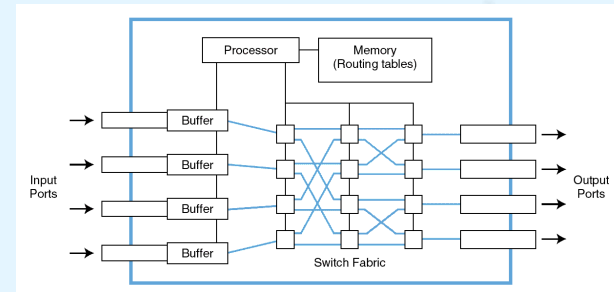 Processor
Memory
(Routing tables)
Buffer
Buffer
Buffer
Buffer
Input
Ports
Output
Ports
Switch Fabric